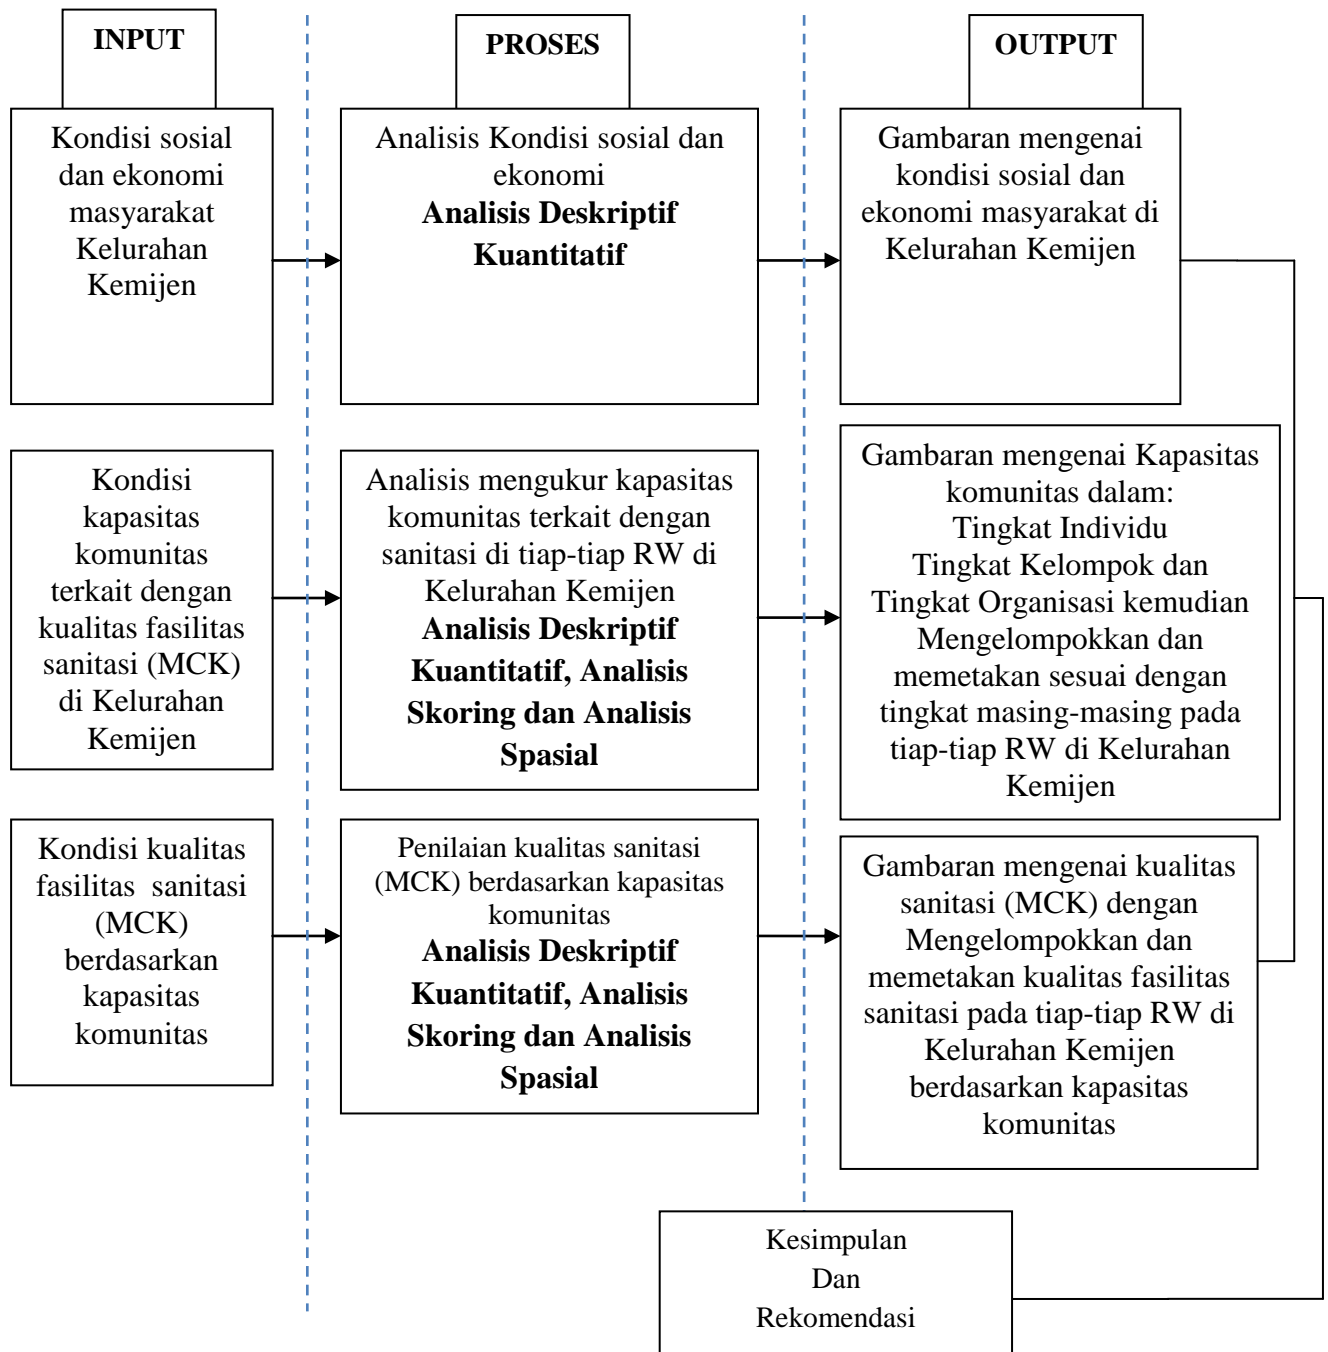 INPUT
PROSES
OUTPUT
Kondisi sosial
dan ekonomi
masyarakat
Kelurahan
Kemijen
Analisis Kondisi sosial dan
ekonomi
Analisis Deskriptif
Kuantitatif
Gambaran mengenai
kondisi sosial dan
ekonomi masyarakat di
Kelurahan Kemijen
Kondisi
kapasitas
komunitas
terkait dengan
kualitas fasilitas
sanitasi (MCK)
di Kelurahan
Kemijen
Analisis mengukur kapasitas
komunitas terkait dengan
sanitasi di tiap-tiap RW di
Kelurahan Kemijen
Analisis Deskriptif
Kuantitatif, Analisis
Skoring dan Analisis
Spasial
Gambaran mengenai Kapasitas
komunitas dalam:
Tingkat Individu
Tingkat Kelompok dan
Tingkat Organisasi kemudian
Mengelompokkan dan
memetakan sesuai dengan
tingkat masing-masing pada
tiap-tiap RW di Kelurahan
Kemijen
Kondisi kualitas
fasilitas sanitasi
(MCK)
berdasarkan
kapasitas
komunitas
Penilaian kualitas sanitasi
(MCK) berdasarkan kapasitas
komunitas
Analisis Deskriptif
Kuantitatif, Analisis
Skoring dan Analisis
Spasial
Gambaran mengenai kualitas
sanitasi (MCK) dengan
Mengelompokkan dan
memetakan kualitas fasilitas
sanitasi pada tiap-tiap RW di
Kelurahan Kemijen
berdasarkan kapasitas
komunitas
Kesimpulan
Dan
Rekomendasi